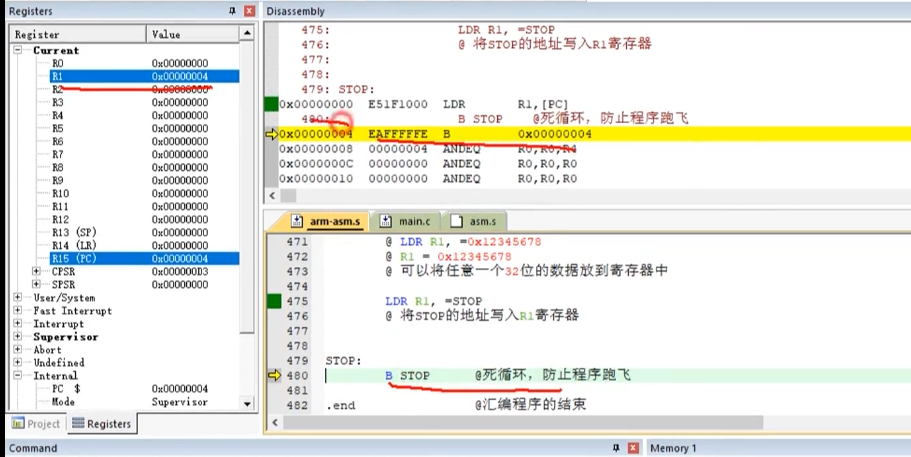 Registers
Register Value
Current
R0 0x00000000
R1 0x00000004
R2 0x00000000
R3 0x00000000
R4 0x00000000
R5 0x00000000
R6 0x00000000
R7 0x00000000
R8 0x00000000
R9 0x00000000
R10 0x00000000
R11 0x00000000
R12 0x00000000
R13 (SP) 0x00000000
R14 (LR) 0x00000000
R15 (PC) 0x00000004
CPSR 0x000000D3
SPSR 0x00000000
User/System
Fast Interrupt
Interrupt
Supervisor
Abort
Undefined
Internal
PC $ 0x00000004
Mode Supervisor
Project Registers
Disassembly
475: LDR R1, =STOP
476: @ 将STOP的地址写入R1寄存器
477:
478:
479: STOP:
0x00000000 E51F1000 LDR R1,[PC]
480: B STOP @死循环，防止程序跑飞
0x00000004 EAFFFFFE B 0x00000004
0x00000008 00000004 ANDEQ R0,R0,R4
0x0000000C 00000000 ANDEQ R0,R0,R0
0x00000010 00000000 ANDEQ R0,R0,R0
arm-asm.s main.c asm.s
471 @ LDR R1, =0x12345678
472 @ R1 = 0x12345678
473 @ 可以将任意一个32位的数据放到寄存器中
474
475 LDR R1, =STOP
476 @ 将STOP的地址写入R1寄存器
477
478
479 STOP:
480 B STOP @死循环，防止程序跑飞
481
482 .end @汇编程序的结束
Command
Memory 1